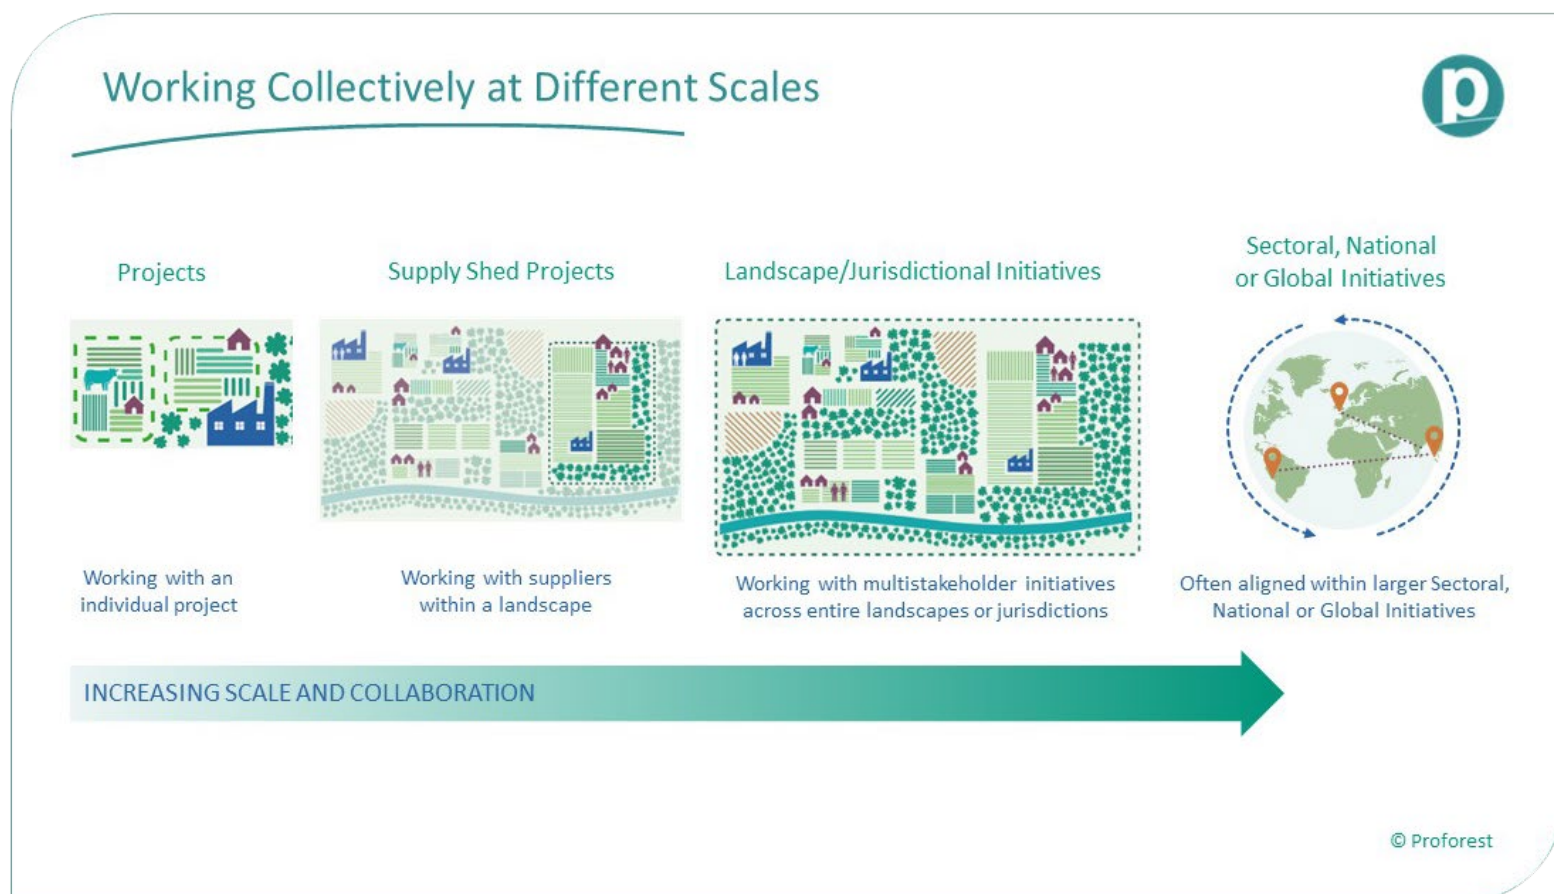 Working Collectively at Different Scales
p
Projects
Supply Shed Projects
Landscape/Jurisdictional Initiatives
Sectoral, National
or Global Initiatives
Working with an
individual project
Working with suppliers
within a landscape
Working with multistakeholder initiatives
across entire landscapes or jurisdictions
Often aligned within larger Sectoral,
National or Global Initiatives
INCREASING SCALE AND COLLABORATION
© Proforest